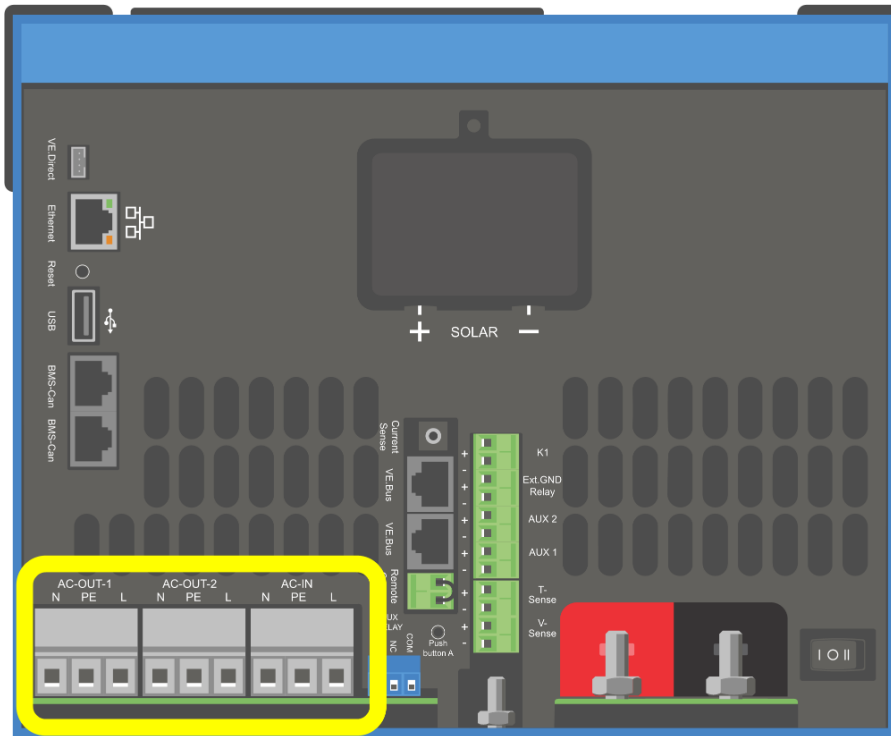 VE.Direct
Ethernet
Reset
USB
BMS-Can
BMS-Can
+ SOLAR −
Current
Sense
VE.Bus
VE.Bus
Remote
+
-
+
-
+
-
+
-
+
-
+
-
K1
Ext.GND
Relay
AUX 2
AUX 1
T-
Sense
V-
Sense
AC-OUT-1
N PE L
AC-OUT-2
N PE L
AC-IN
N PE L
NC
COM
Push
button A
I O II